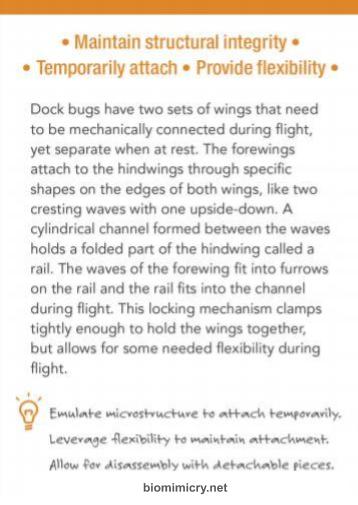 • Maintain structural integrity •
• Temporarily attach • Provide flexibility •
Dock bugs have two sets of wings that need
to be mechanically connected during flight,
yet separate when at rest. The forewings
attach to the hindwings through specific
shapes on the edges of both wings, like two
cresting waves with one upside-down. A
cylindrical channel formed between the waves
holds a folded part of the hindwing called a
rail. The waves of the forewing fit into furrows
on the rail and the rail fits into the channel
during flight. This locking mechanism clamps
tightly enough to hold the wings together,
but allows for some needed flexibility during
flight.
Emulate microstructure to attach temporarily.
Leverage flexibility to maintain attachment.
Allow for disassembly with detachable pieces.
biomimicry.net